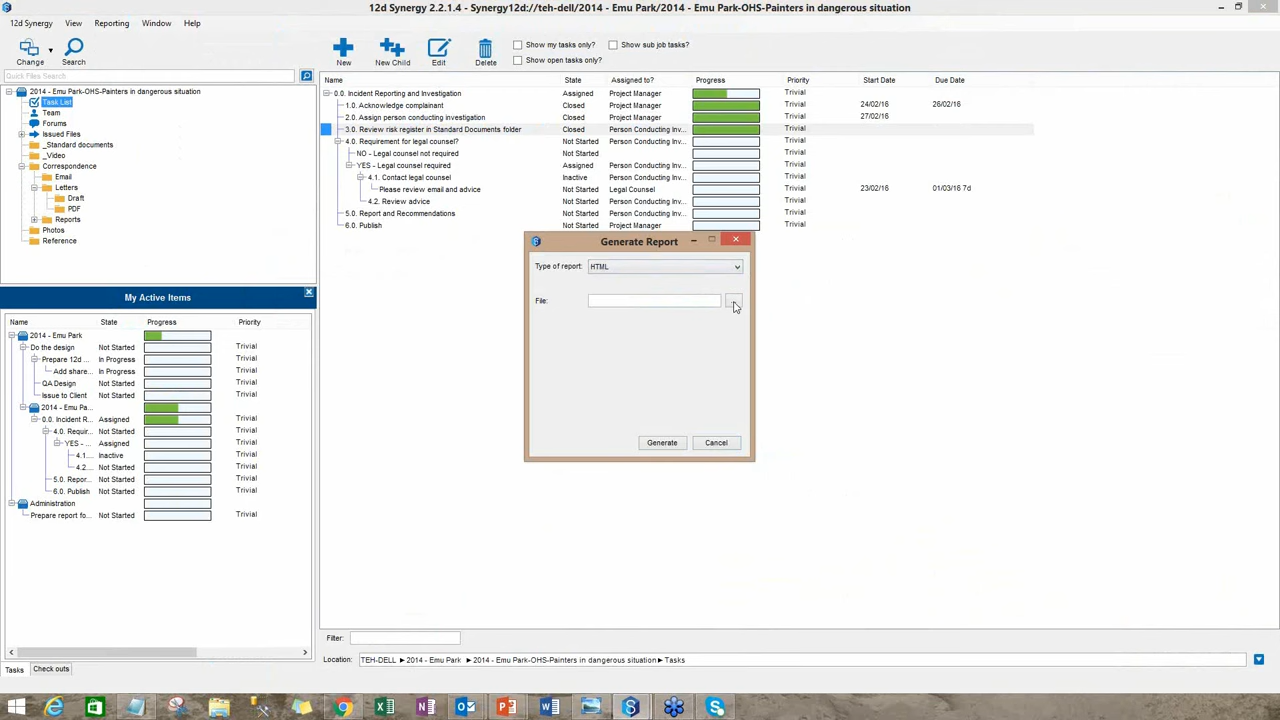 12d Synergy 2.2.1.4 - Synergy12d://teh-dell/2014 - Emu Park/2014 - Emu Park-OHS-Painters in dangerous situation
12d Synergy View Reporting Window Help
Change Search
New New Child Edit Delete
Show my tasks only? Show sub job tasks?
Show open tasks only?
Quick Files Search
2014 - Emu Park-OHS-Painters in dangerous situation
Task List
Team
Forums
Issued Files
_Standard documents
_Video
Correspondence
Email
Letters
Draft
PDF
Reports
Photos
Reference
Name State Assigned to? Progress Priority Start Date Due Date
0.0. Incident Reporting and Investigation Assigned Project Manager Trivial
1.0. Acknowledge complainant Closed Project Manager Trivial 24/02/16 26/02/16
2.0. Assign person conducting investigation Closed Project Manager Trivial 27/02/16
3.0. Review risk register in Standard Documents folder Closed Person Conducting Inv... Trivial
4.0. Requirement for legal counsel? Not Started Person Conducting Inv... Trivial
NO - Legal counsel not required Not Started Person Conducting Inv... Trivial
YES - Legal counsel required Assigned Person Conducting Inv... Trivial
4.1. Contact legal counsel Inactive Person Conducting Inv... Trivial
Please review email and advice Not Started Legal Counsel Trivial 23/02/16 01/03/16 7d
4.2. Review advice Not Started Person Conducting Inv... Trivial
5.0. Report and Recommendations Not Started Person Conducting Inv... Trivial
6.0. Publish Not Started Project Manager Trivial
Generate Report
Type of report: HTML
File: ...
Generate Cancel
My Active Items
Name State Progress Priority
2014 - Emu Park Trivial
Do the design Not Started Trivial
Prepare 12d ... In Progress Trivial
Add share... In Progress Trivial
QA Design Not Started Trivial
Issue to Client Not Started Trivial
2014 - Emu Pa... Trivial
0.0. Incident R... Assigned Trivial
4.0. Requir... Not Started Trivial
YES - ... Assigned Trivial
4.1.... Inactive Trivial
4.2.... Not Started Trivial
5.0. Repor... Not Started Trivial
6.0. Publish Not Started Trivial
Administration Trivial
Prepare report fo... Not Started Trivial
Tasks Check outs
Filter:
Location: TEH-DELL ▶ 2014 - Emu Park ▶ 2014 - Emu Park-OHS-Painters in dangerous situation ▶ Tasks